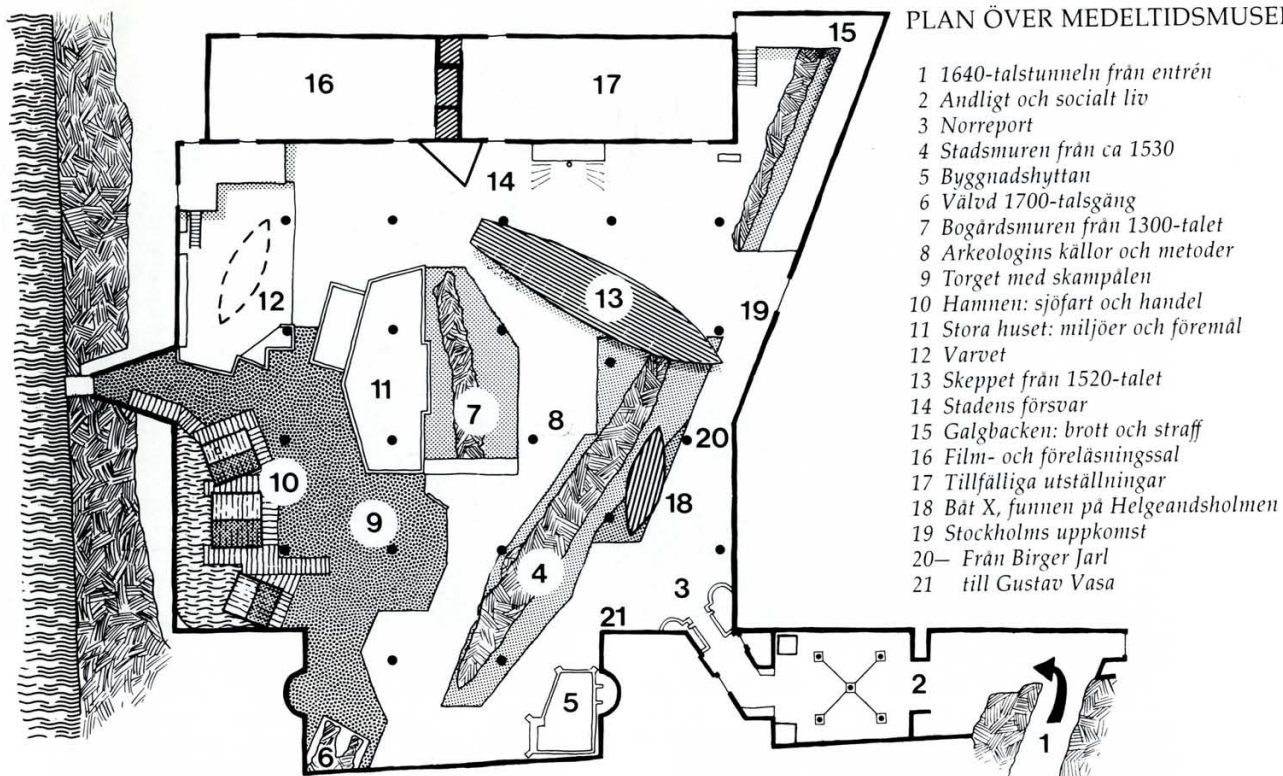 PLAN ÖVER MEDELTIDSMUSE
1 1640-talstunneln från entrén
2 Andligt och socialt liv
3 Norreport
4 Stadsmuren från ca 1530
5 Byggnadshyttan
6 Välvd 1700-talsgäng
7 Bogårdsmuren från 1300-talet
8 Arkeologins källor och metoder
9 Torget med skampålen
10 Hamnen: sjöfart och handel
11 Stora huset: miljöer och föremål
12 Varvet
13 Skeppet från 1520-talet
14 Stadens försvar
15 Galgbacken: brott och straff
16 Film- och föreläsningssal
17 Tillfälliga utställningar
18 Båt X, funnen på Helgeandsholmen
19 Stockholms uppkomst
20– Från Birger Jarl
21 till Gustav Vasa
15
16
17
14
12
13
19
11
7
8
20
10
9
18
4
3
21
5
2
6
1